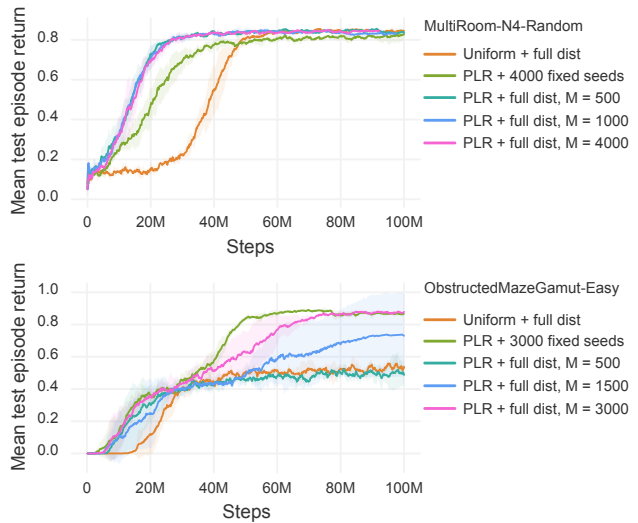 MultiRoom-N4-Random
Mean test episode return
0.8
0.6
0.4
0.2
0.0
0
20M
40M
60M
80M
100M
Steps
Uniform + full dist
PLR + 4000 fixed seeds
PLR + full dist, M = 500
PLR + full dist, M = 1000
PLR + full dist, M = 4000
ObstructedMazeGamut-Easy
Mean test episode return
1.0
0.8
0.6
0.4
0.2
0.0
0
20M
40M
60M
80M
100M
Steps
Uniform + full dist
PLR + 3000 fixed seeds
PLR + full dist, M = 500
PLR + full dist, M = 1500
PLR + full dist, M = 3000